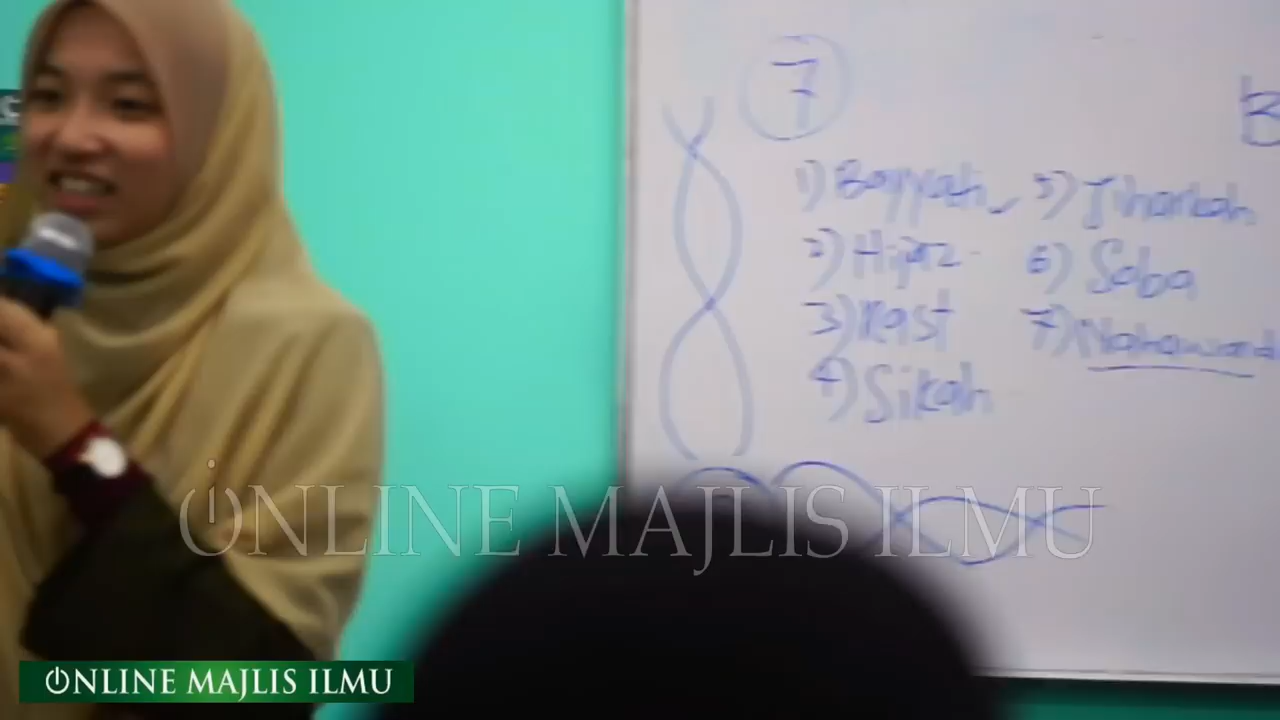 7
1) Bayyati 5) Jiharkah
2) Hijaz 6) Soba
3) Rast 7) Nahawand
4) Sikah
B
ONLINE MAJLIS ILMU
ONLINE MAJLIS ILMU